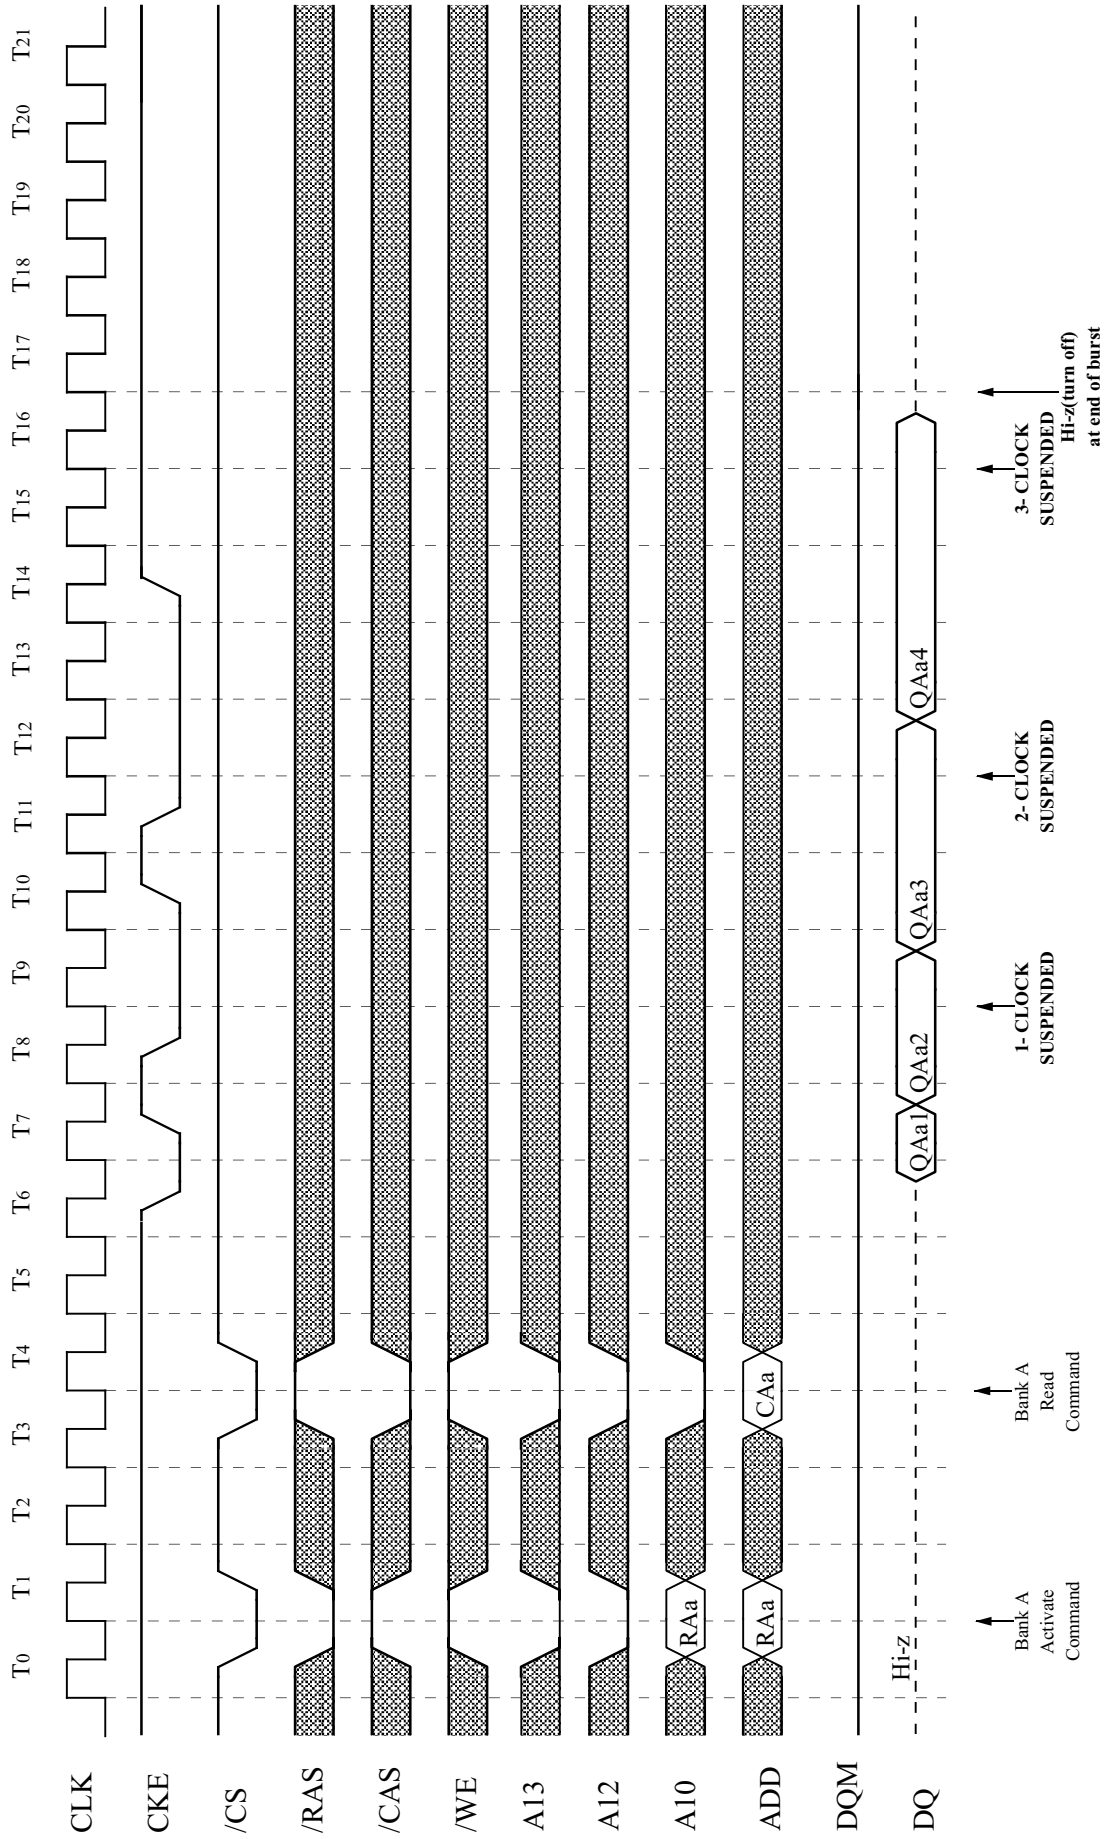 T0 T1 T2 T3 T4 T5 T6 T7 T8 T9 T10 T11 T12 T13 T14 T15 T16 T17 T18 T19 T20 T21
CLK
CKE
/CS
/RAS
/CAS
/WE
A13
A12
A10 RAa
ADD RAa CAa
DQM
DQ Hi-z QAa1 QAa2 QAa3 QAa4
Bank A
Activate
Command
Bank A
Read
Command
1- CLOCK
SUSPENDED
2- CLOCK
SUSPENDED
3- CLOCK
SUSPENDED
Hi-z(turn off)
at end of burst